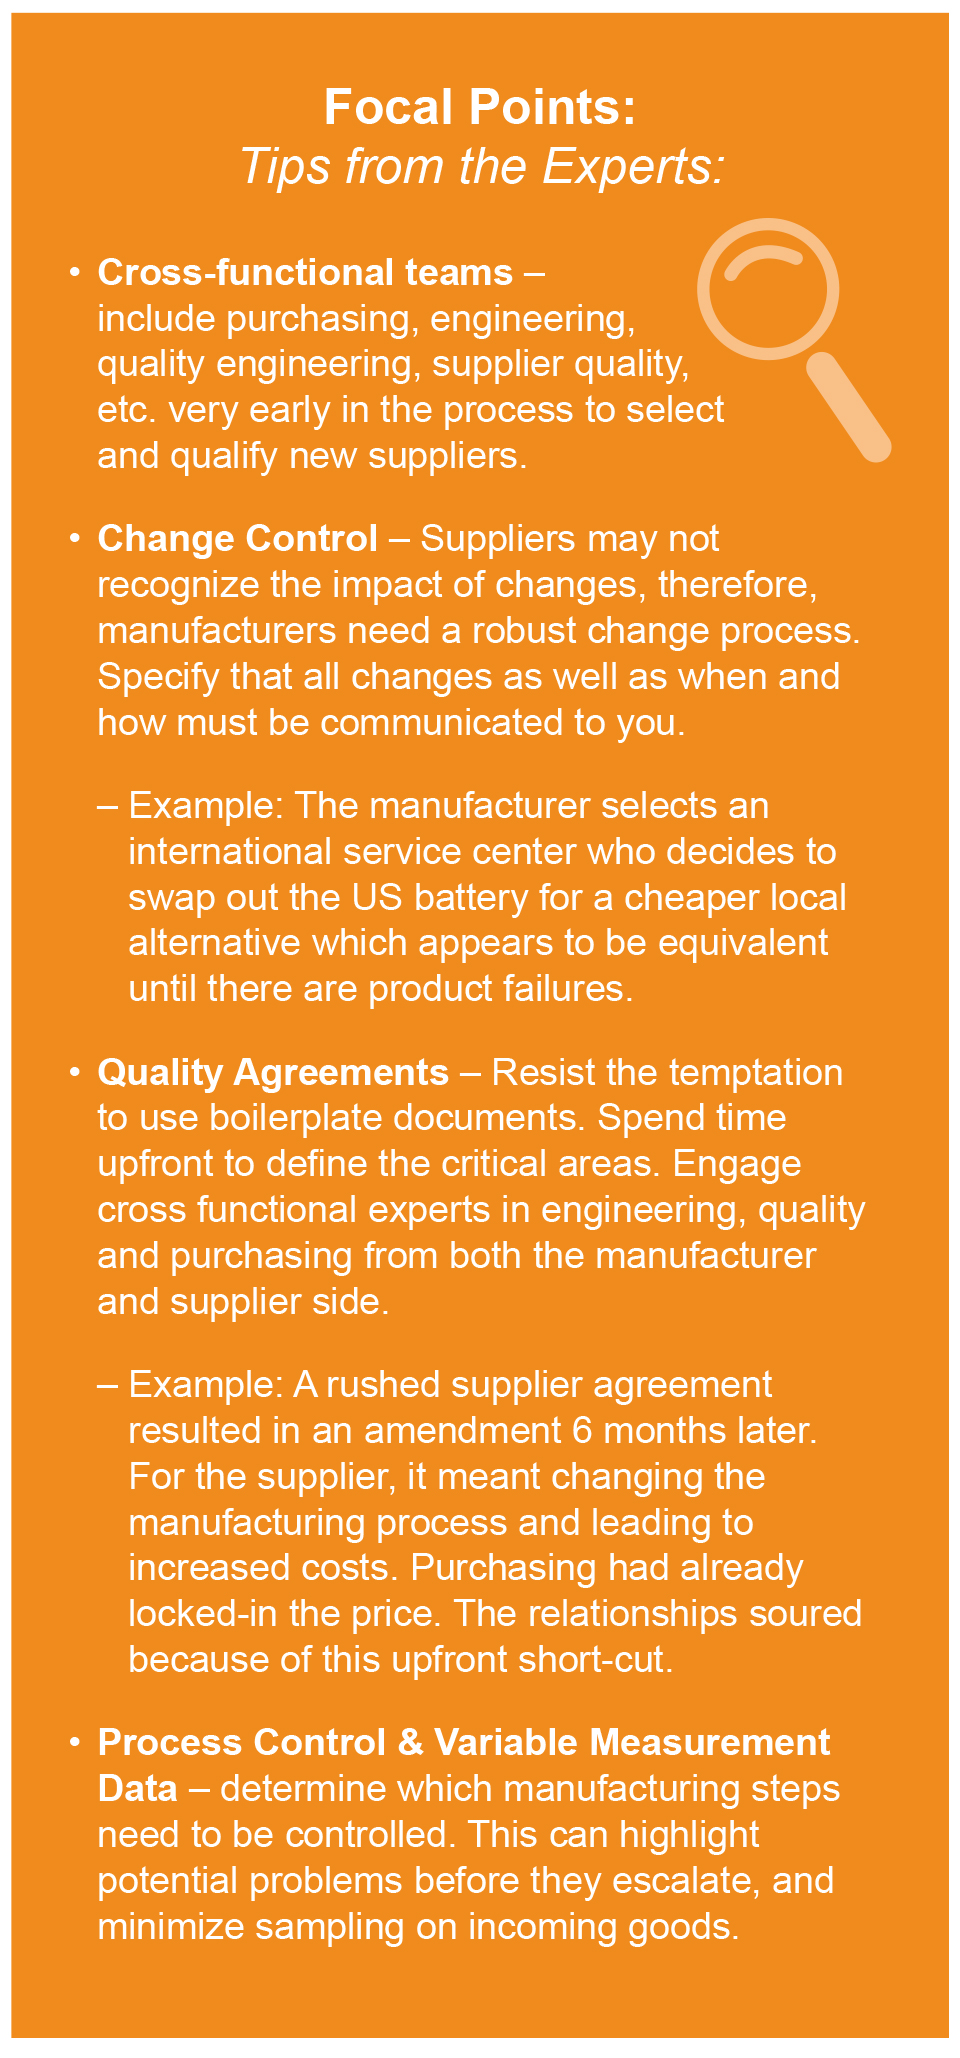 Focal Points:
Tips from the Experts:
• Cross-functional teams –
include purchasing, engineering,
quality engineering, supplier quality,
etc. very early in the process to select
and qualify new suppliers.
• Change Control – Suppliers may not
recognize the impact of changes, therefore,
manufacturers need a robust change process.
Specify that all changes as well as when and
how must be communicated to you.
– Example: The manufacturer selects an
international service center who decides to
swap out the US battery for a cheaper local
alternative which appears to be equivalent
until there are product failures.
• Quality Agreements – Resist the temptation
to use boilerplate documents. Spend time
upfront to define the critical areas. Engage
cross functional experts in engineering, quality
and purchasing from both the manufacturer
and supplier side.
– Example: A rushed supplier agreement
resulted in an amendment 6 months later.
For the supplier, it meant changing the
manufacturing process and leading to
increased costs. Purchasing had already
locked-in the price. The relationships soured
because of this upfront short-cut.
• Process Control & Variable Measurement
Data – determine which manufacturing steps
need to be controlled. This can highlight
potential problems before they escalate, and
minimize sampling on incoming goods.